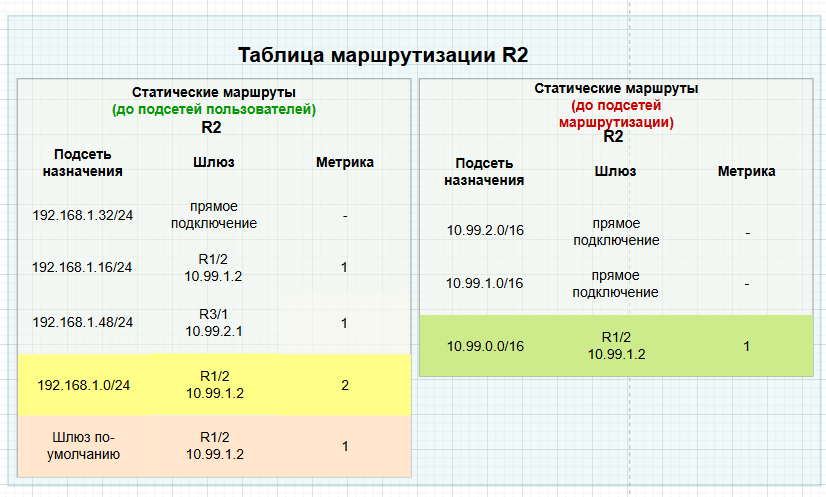 Таблица маршрутизации R2
Статические маршруты
(до подсетей пользователей)
R2
Подсеть
назначения
Шлюз
Метрика
192.168.1.32/24
прямое
подключение
-
192.168.1.16/24
R1/2
10.99.1.2
1
192.168.1.48/24
R3/1
10.99.2.1
1
192.168.1.0/24
R1/2
10.99.1.2
2
Шлюз по-
умолчанию
R1/2
10.99.1.2
1
Статические маршруты
(до подсетей
маршрутизации)
R2
Подсеть
назначения
Шлюз
Метрика
10.99.2.0/16
прямое
подключение
-
10.99.1.0/16
прямое
подключение
-
10.99.0.0/16
R1/2
10.99.1.2
1